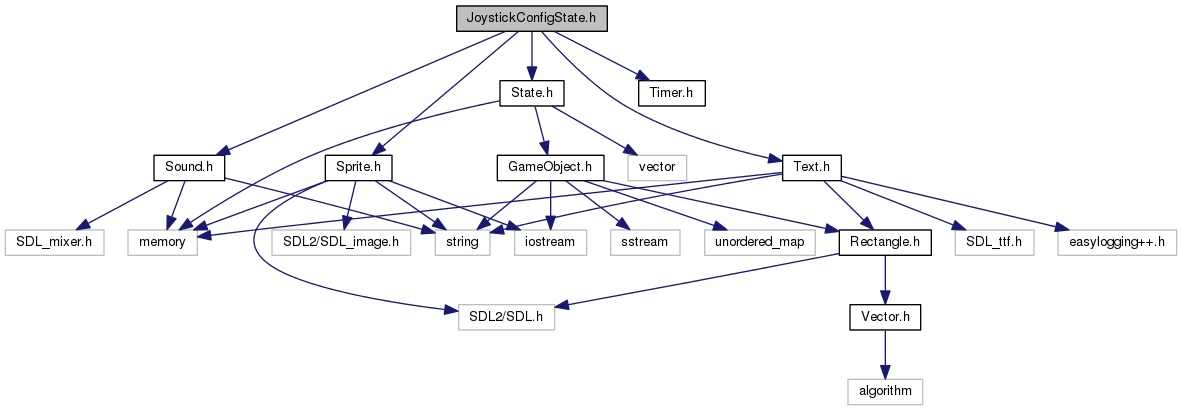 JoystickConfigState.h
State.h
Timer.h
Sound.h
Sprite.h
GameObject.h
vector
Text.h
SDL_mixer.h
memory
SDL2/SDL_image.h
string
iostream
sstream
unordered_map
Rectangle.h
SDL_ttf.h
easylogging++.h
SDL2/SDL.h
Vector.h
algorithm